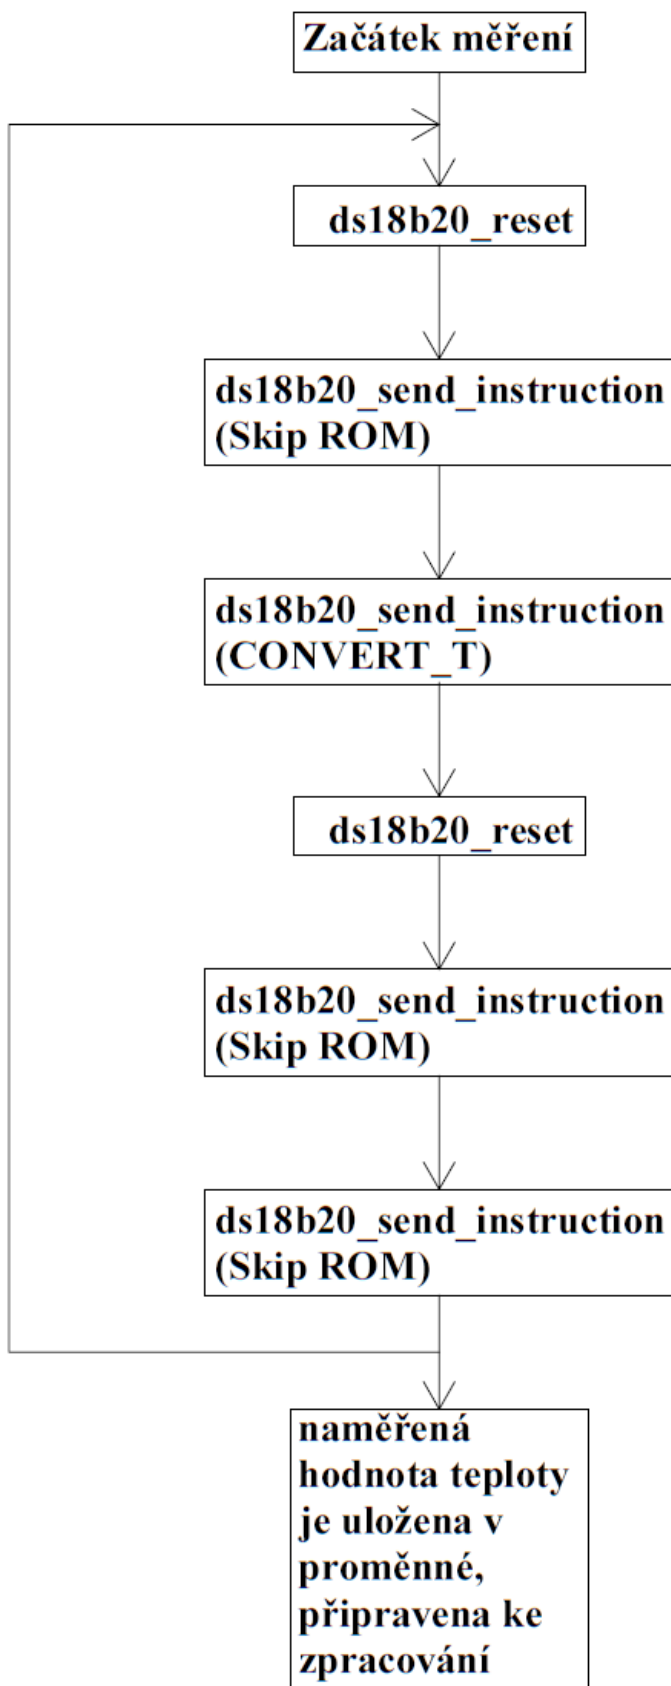 Začátek měření
ds18b20_reset
ds18b20_send_instruction
(Skip ROM)
ds18b20_send_instruction
(CONVERT_T)
ds18b20_reset
ds18b20_send_instruction
(Skip ROM)
ds18b20_send_instruction
(Skip ROM)
naměřená
hodnota teploty
je uložena v
proměnné,
připravena ke
zpracování